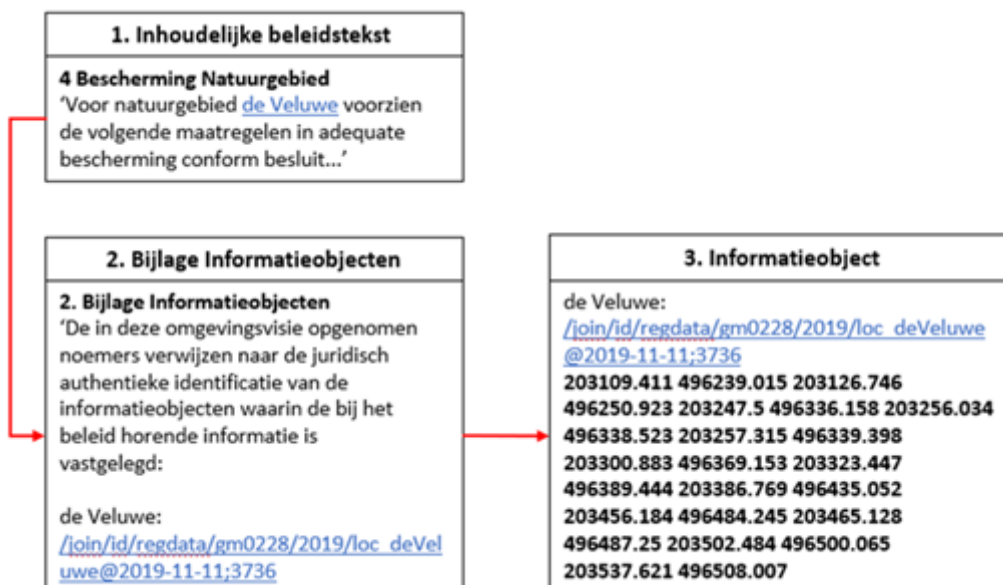 1. Inhoudelijke beleidstekst
4 Bescherming Natuurgebied
‘Voor natuurgebied de Veluwe voorzien
de volgende maatregelen in adequate
bescherming conform besluit...’
2. Bijlage Informatieobjecten
2. Bijlage Informatieobjecten
‘De in deze omgevingsvisie opgenomen
noemers verwijzen naar de juridisch
authentieke identificatie van de
informatieobjecten waarin de bij het
beleid horende informatie is
vastgelegd:
de Veluwe:
/join/id/regdata/gm0228/2019/loc_deVel
uwe@2019-11-11;3736
3. Informatieobject
de Veluwe:
/join/id/regdata/gm0228/2019/loc_deVeluwe
@2019-11-11;3736
203109.411 496239.015 203126.746
496250.923 203247.5 496336.158 203256.034
496338.523 203257.315 496339.398
203300.883 496369.153 203323.447
496389.444 203386.769 496435.052
203456.184 496484.245 203465.128
496487.25 203502.484 496500.065
203537.621 496508.007